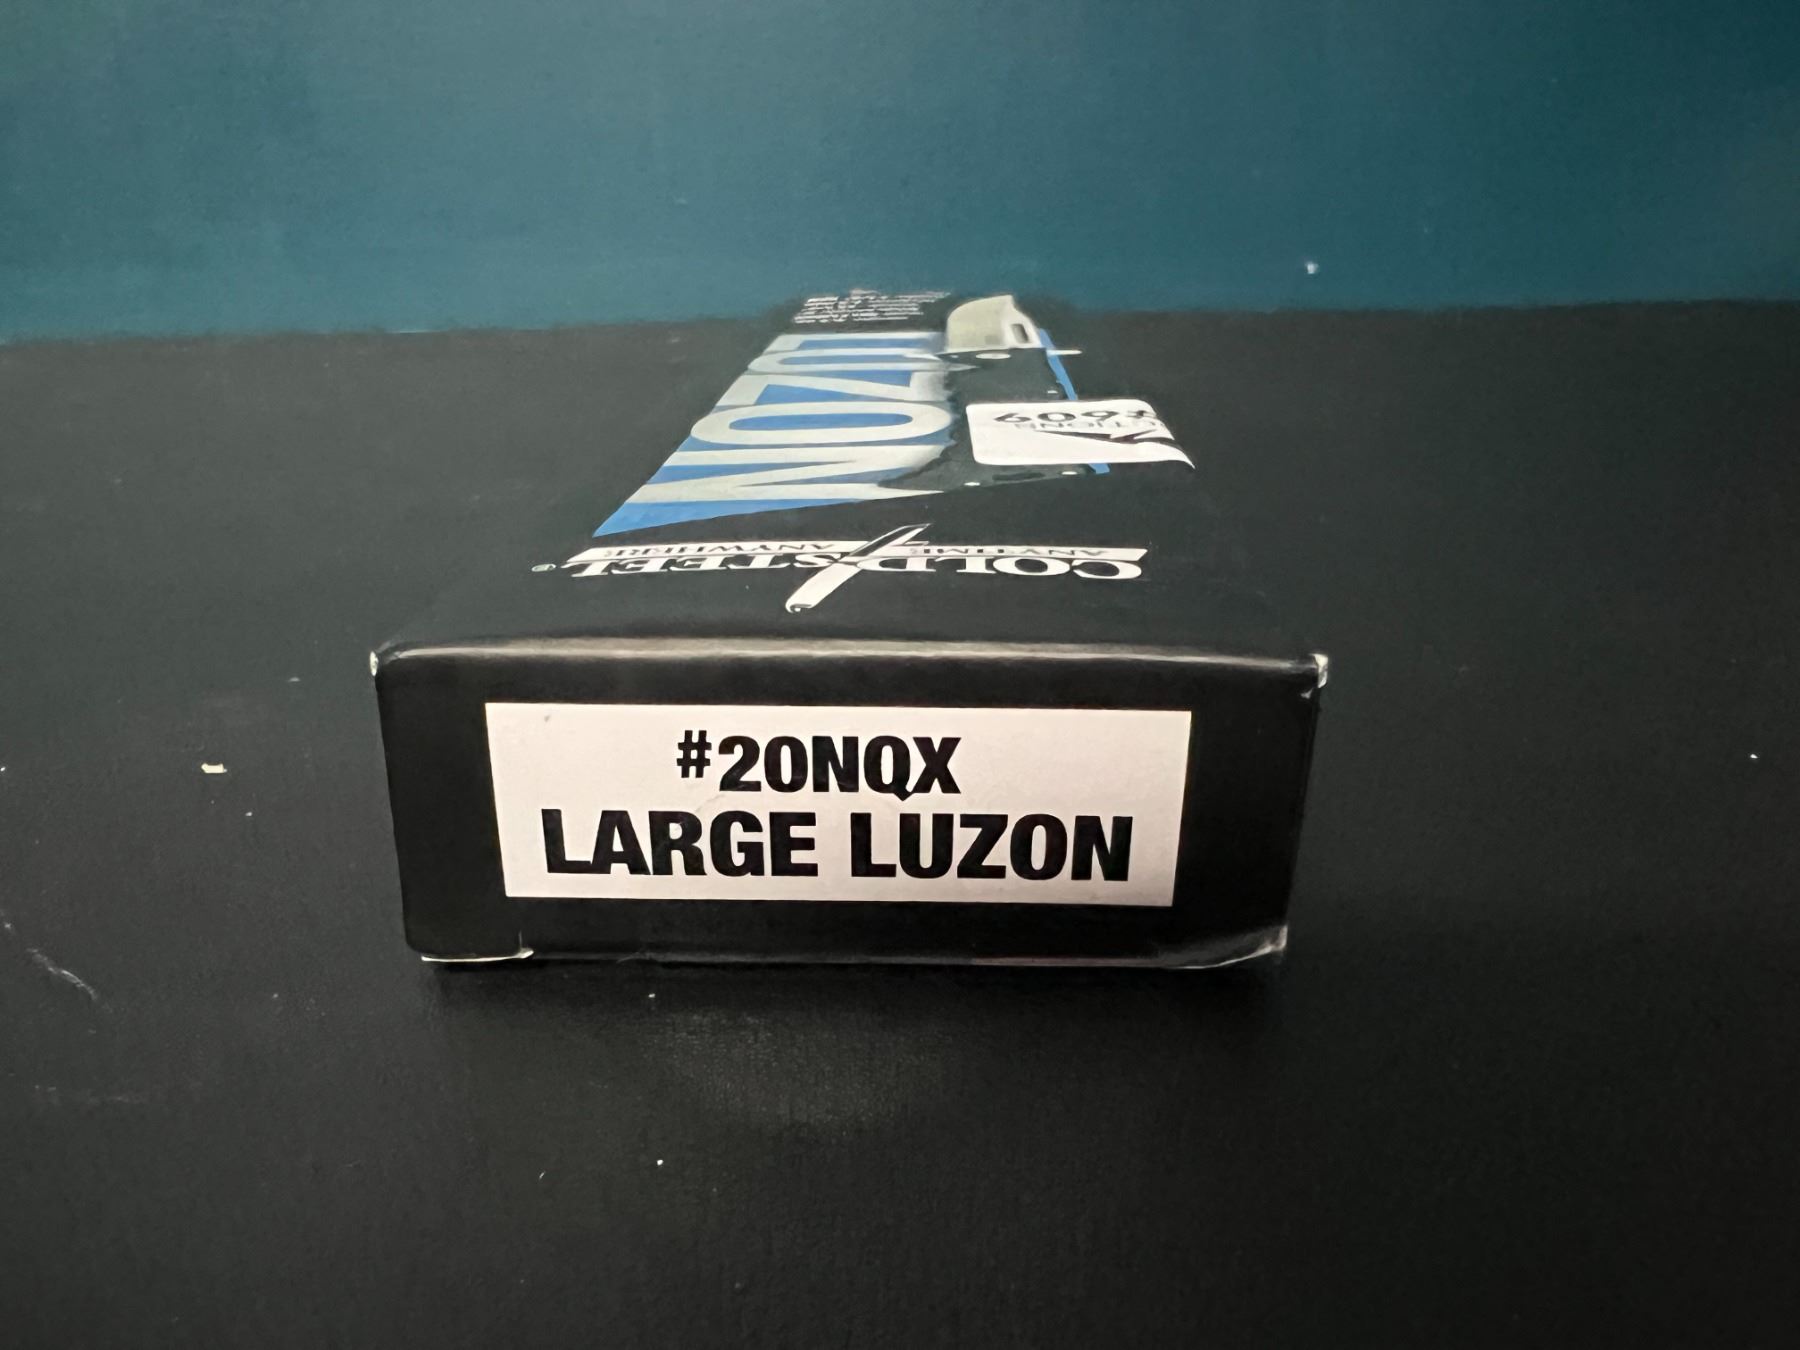 LUZON
COLD STEEL®
ANYTIME ANYWHERE
#20NQX
LARGE LUZON